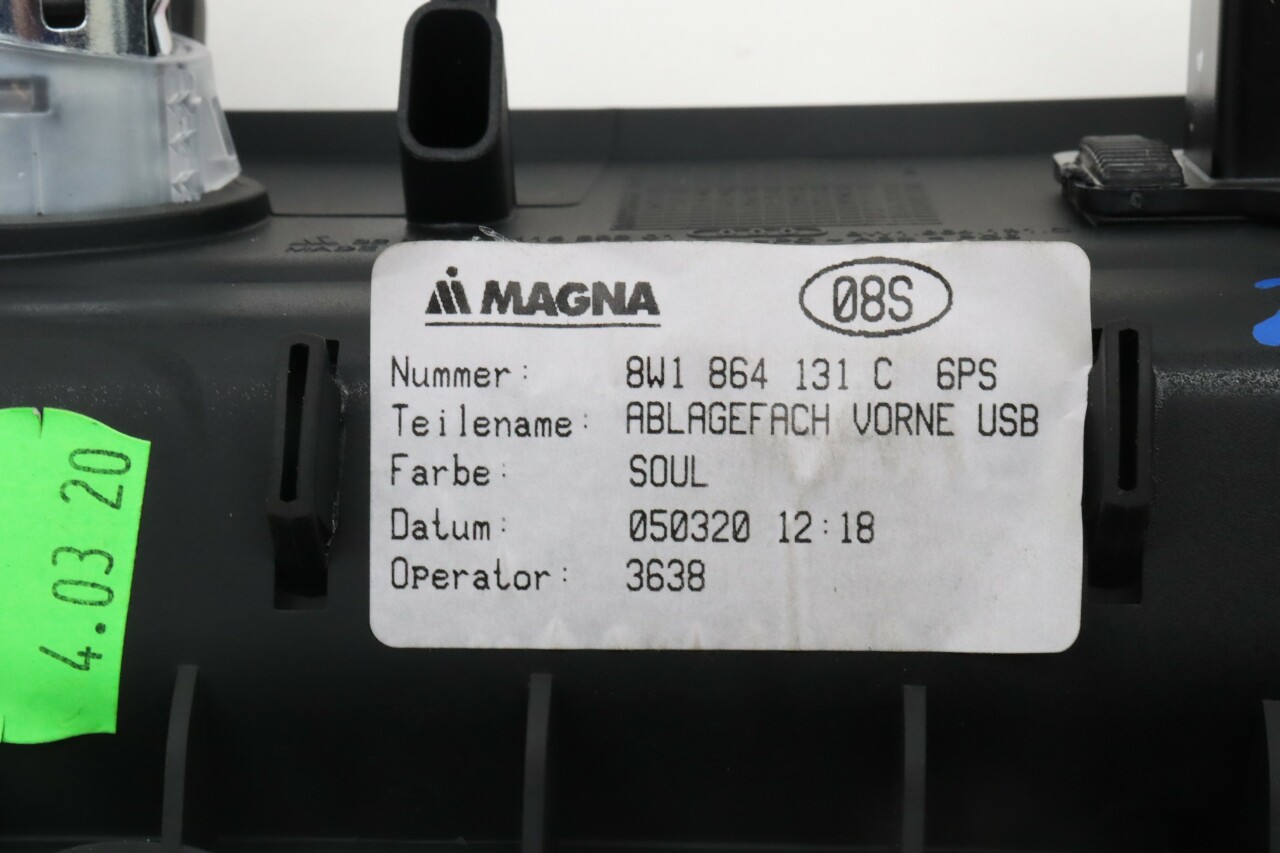 MAGNA
08S
Nummer: 8W1 864 131 C 6PS
Teilename: ABLAGEFACH VORNE USB
Farbe: SOUL
Datum: 050320 12:18
Operator: 3638
4.03 20